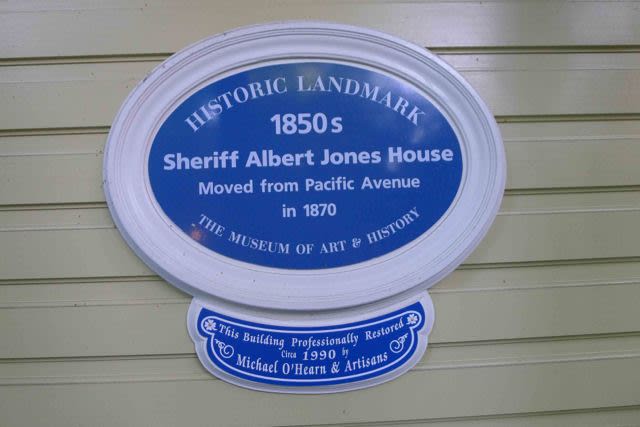 HISTORIC LANDMARK
1850s
Sheriff Albert Jones House
Moved from Pacific Avenue
in 1870
THE MUSEUM OF ART & HISTORY
This Building Professionally Restored
Circa 1990 by
Michael O'Hearn & Artisans